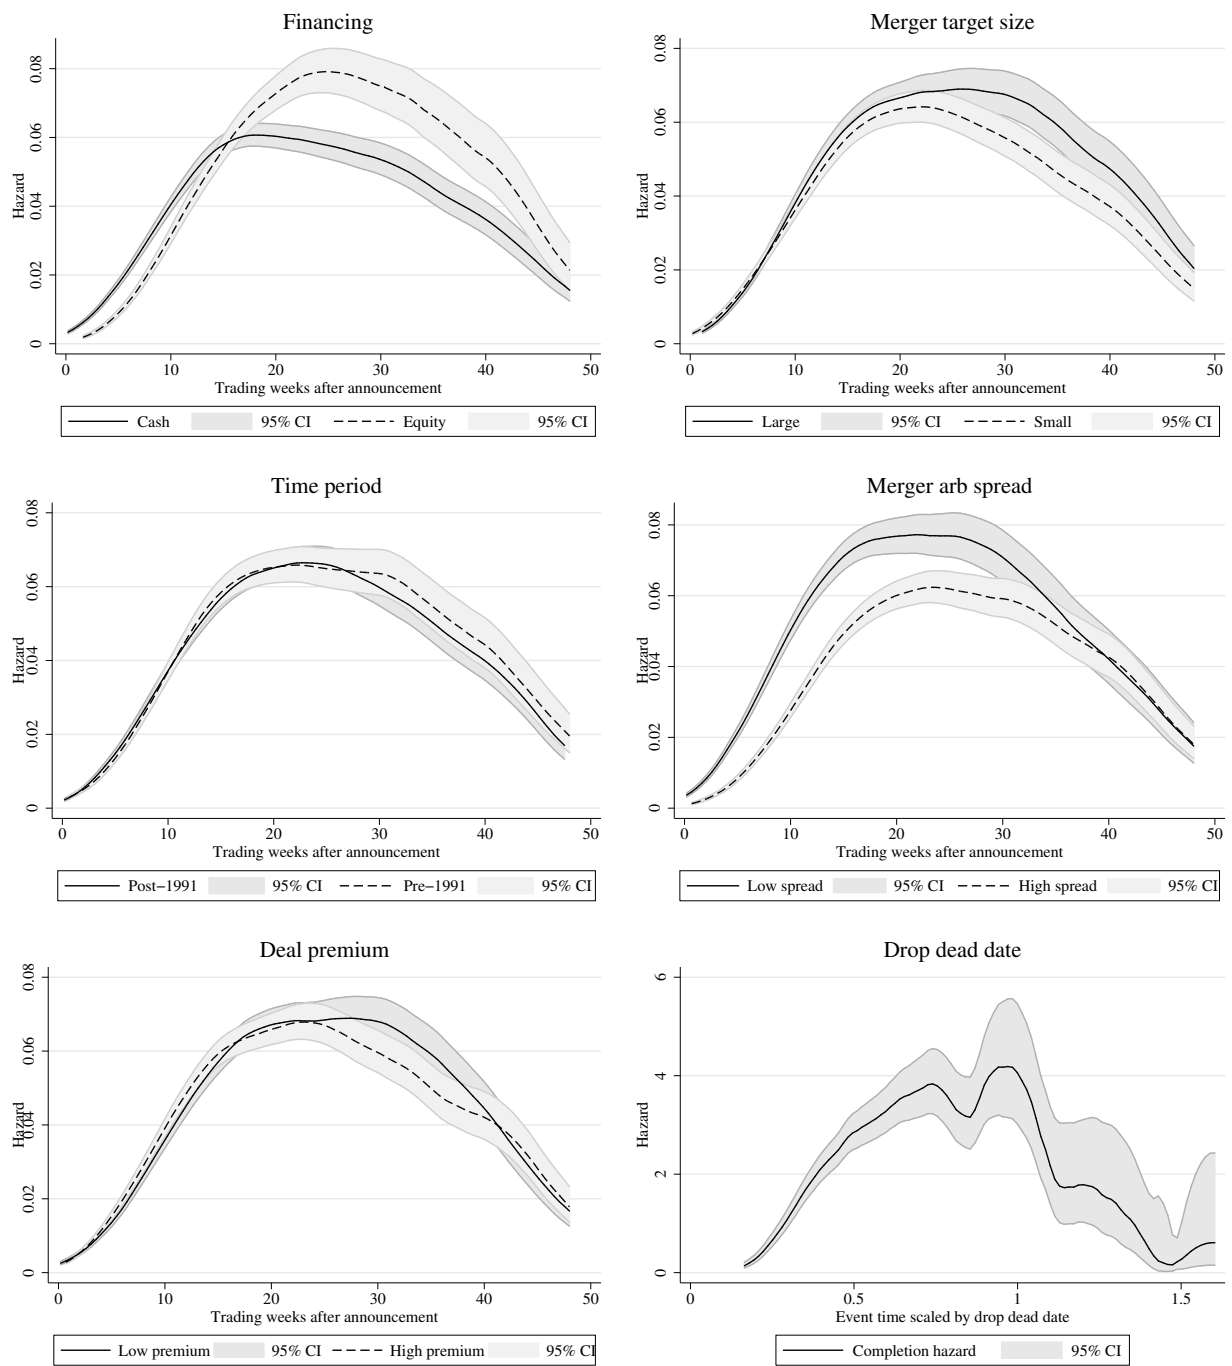 Financing
Hazard
0 0.02 0.04 0.06 0.08
0 10 20 30 40 50
Trading weeks after announcement
Cash 95% CI Equity 95% CI
Merger target size
Hazard
0 0.02 0.04 0.06 0.08
0 10 20 30 40 50
Trading weeks after announcement
Large 95% CI Small 95% CI
Time period
Hazard
0 0.02 0.04 0.06 0.08
0 10 20 30 40 50
Trading weeks after announcement
Post−1991 95% CI Pre−1991 95% CI
Merger arb spread
Hazard
0 0.02 0.04 0.06 0.08
0 10 20 30 40 50
Trading weeks after announcement
Low spread 95% CI High spread 95% CI
Deal premium
Hazard
0 0.02 0.04 0.06 0.08
0 10 20 30 40 50
Trading weeks after announcement
Low premium 95% CI High premium 95% CI
Drop dead date
Hazard
0 2 4 6
0 0.5 1 1.5
Event time scaled by drop dead date
Completion hazard 95% CI